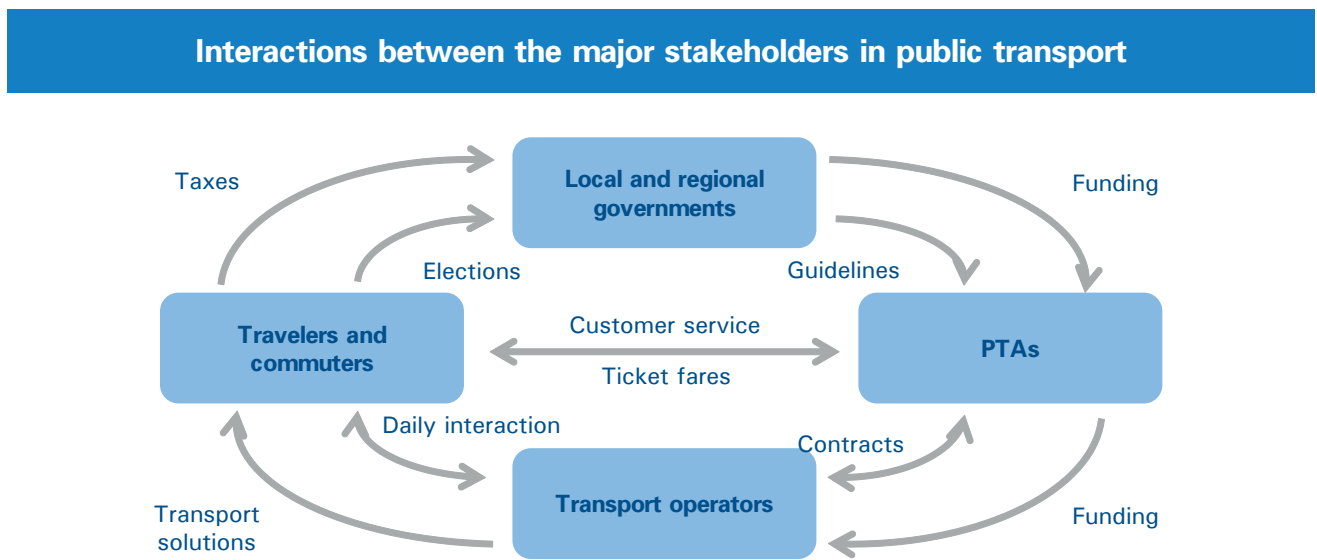 Interactions between the major stakeholders in public transport
Taxes
Local and regional
governments
Funding
Elections
Guidelines
Travelers and
commuters
Customer service
Ticket fares
PTAs
Daily interaction
Contracts
Transport operators
Transport
solutions
Funding